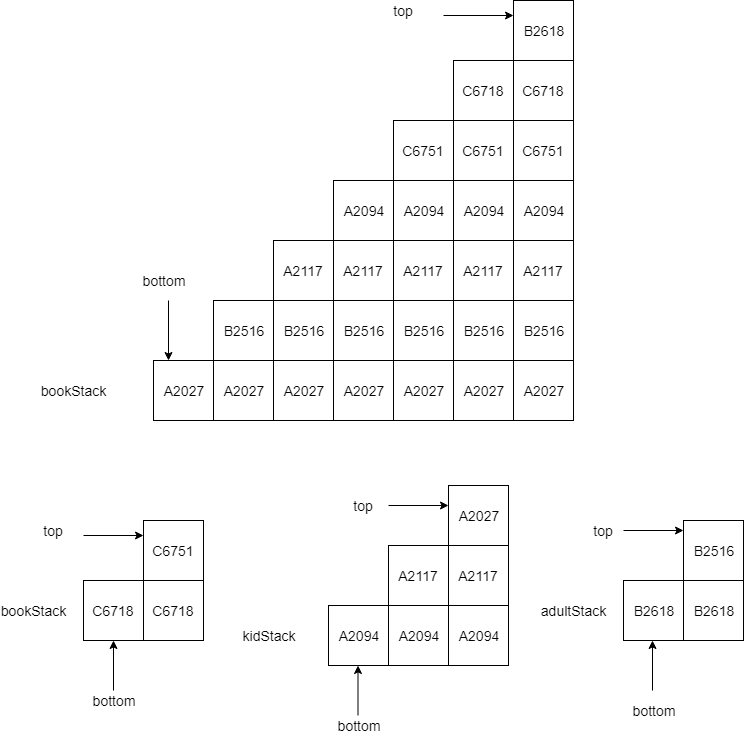 top
B2618
C6718 C6718
C6751 C6751 C6751
A2094 A2094 A2094 A2094
A2117 A2117 A2117 A2117 A2117
bottom
B2516 B2516 B2516 B2516 B2516 B2516
bookStack A2027 A2027 A2027 A2027 A2027 A2027 A2027
top
C6751
bookStack C6718 C6718
bottom
top
A2027
A2117 A2117
kidStack A2094 A2094 A2094
bottom
top
B2516
adultStack B2618 B2618
bottom